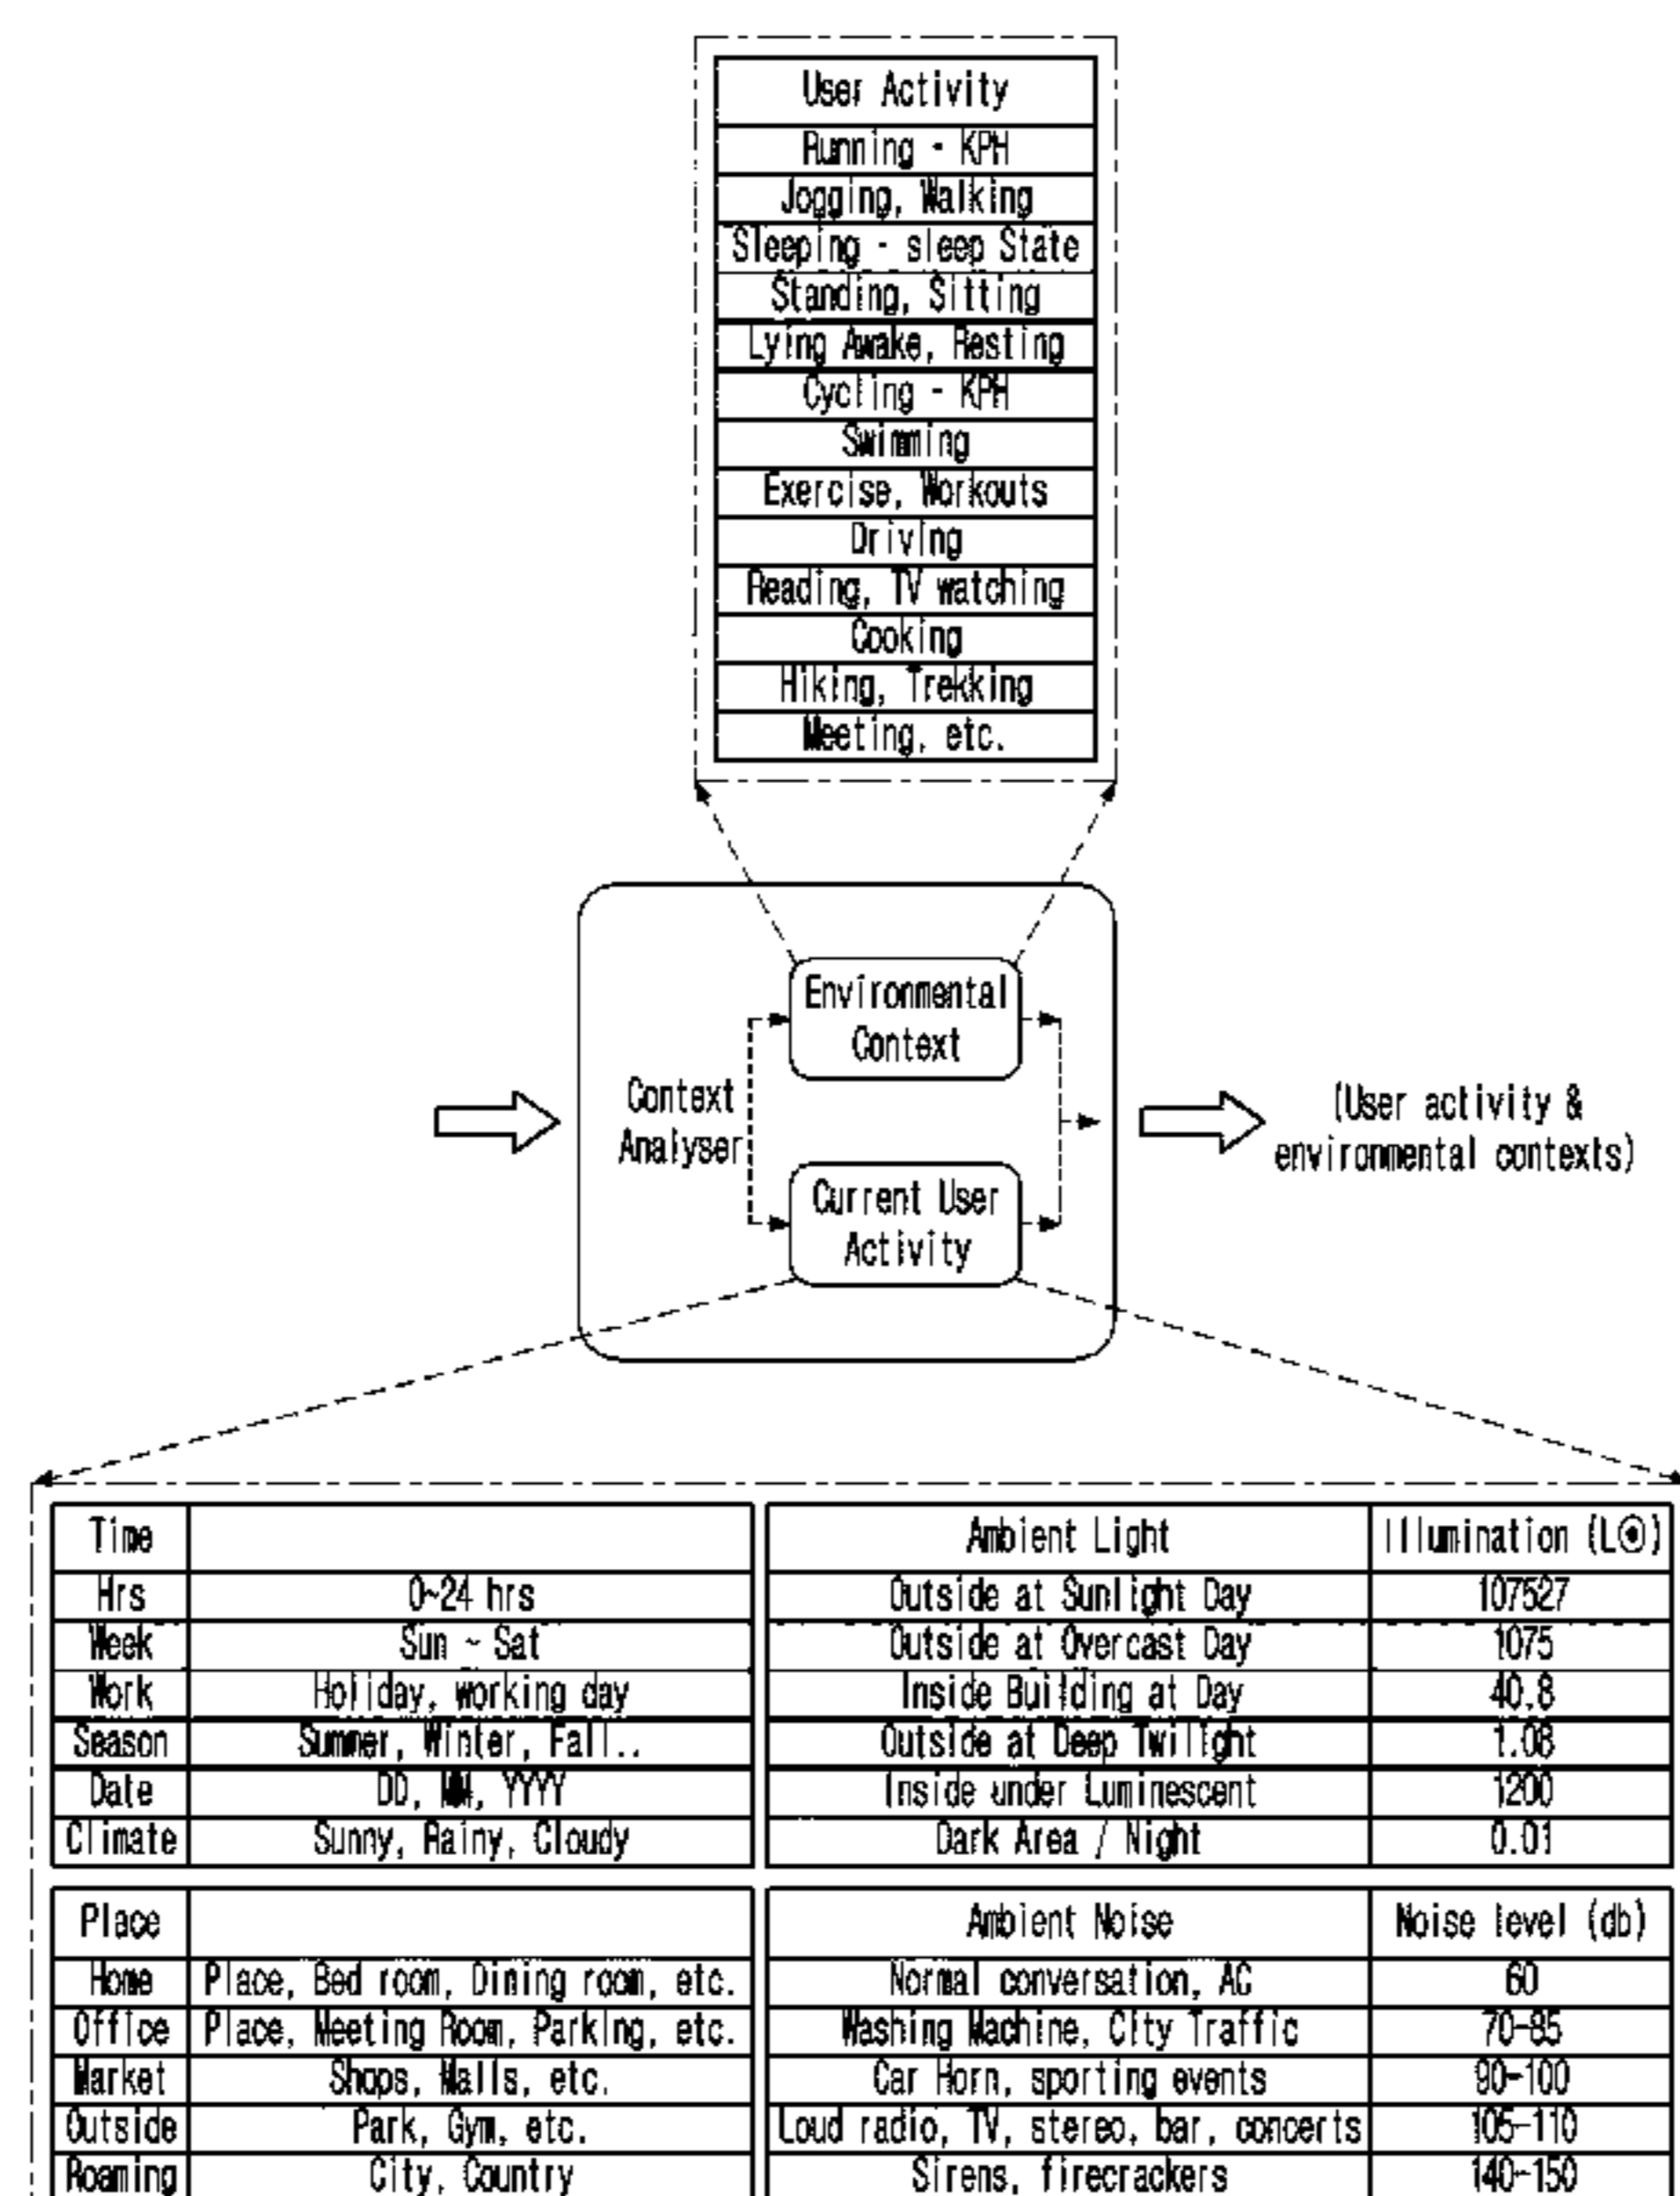 User Activity
Running - KPH
Jogging, Walking
Sleeping - sleep State
Standing, Sitting
Lying Awake, Resting
Cycling - KPH
Swimming
Exercise, Workouts
Driving
Reading, TV watching
Cooking
Hiking, Trekking
Meeting, etc.
Environmental
Context
Context
Analyser
Current User
Activity
(User activity &
environmental contexts)
Time
Hrs 0~24 hrs
Week Sun ~ Sat
Work Holiday, working day
Season Summer, Winter, Fall..
Date DD, MM, YYYY
Climate Sunny, Rainy, Cloudy
Ambient Light Illumination (L⊙)
Outside at Sunlight Day 107527
Outside at Overcast Day 1075
Inside Building at Day 40.8
Outside at Deep Twilight 1.08
Inside under Luminescent 1200
Dark Area / Night 0.01
Place
Home Place, Bed room, Dining room, etc.
Office Place, Meeting Room, Parking, etc.
Market Shops, Malls, etc.
Outside Park, Gym, etc.
Roaming City, Country
Ambient Noise Noise level (db)
Normal conversation, AC 60
Washing Machine, City Traffic 70-85
Car Horn, sporting events 90-100
Loud radio, TV, stereo, bar, concerts 105-110
Sirens, firecrackers 140-150